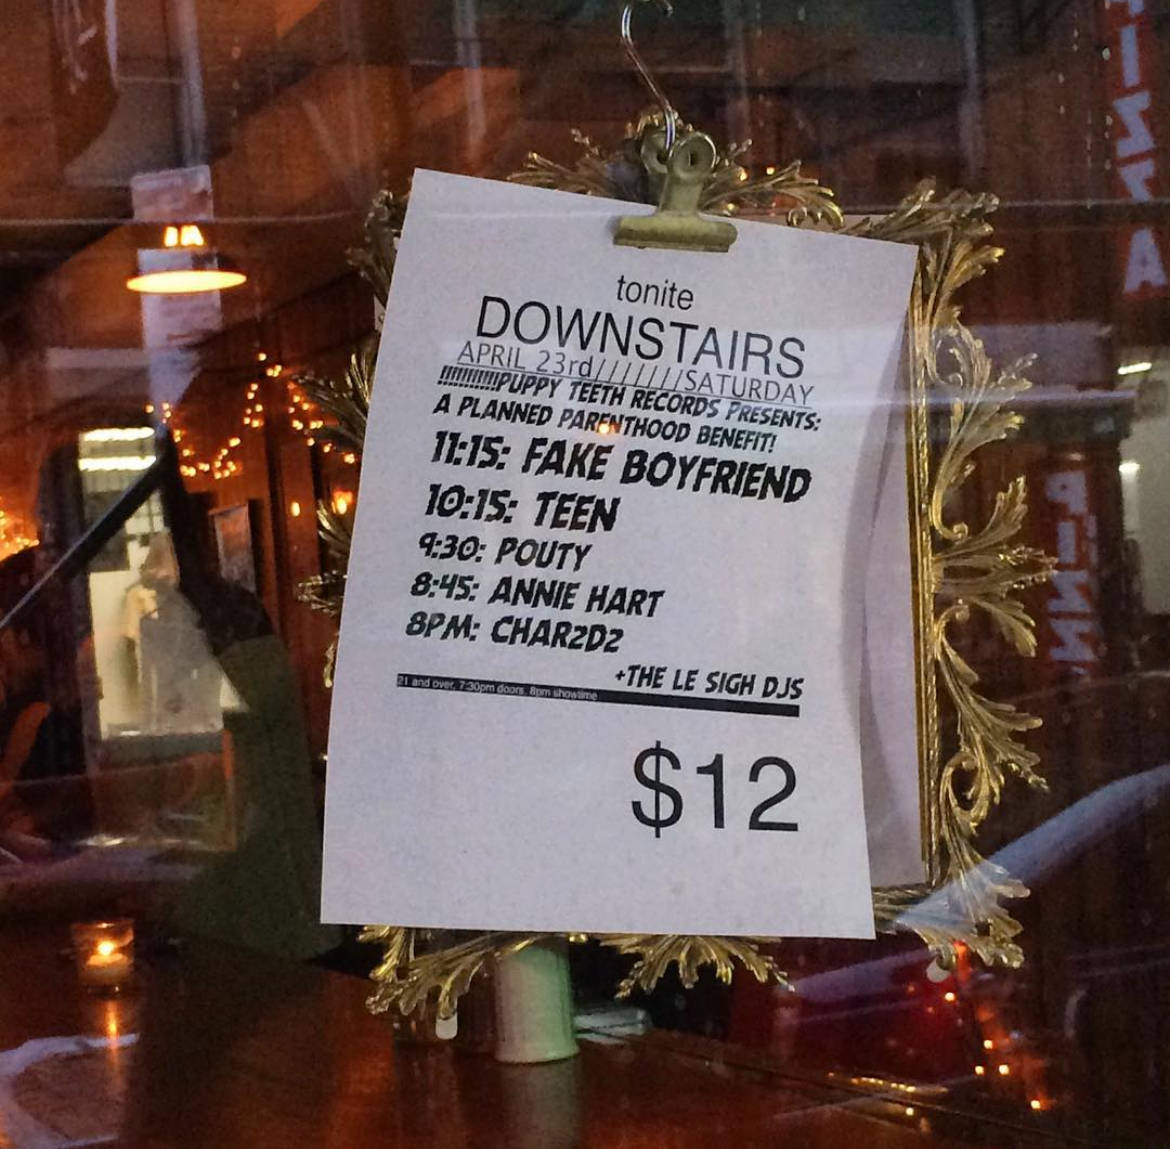 tonite
DOWNSTAIRS
APRIL 23rd////////SATURDAY
!!!!!!!!!!!!PUPPY TEETH RECORDS PRESENTS:
A PLANNED PARENTHOOD BENEFIT!
11:15: FAKE BOYFRIEND
10:15: TEEN
9:30: POUTY
8:45: ANNIE HART
8PM: CHAR2D2
+THE LE SIGH DJS
21 and over, 7:30pm doors, 8pm showtime
$12